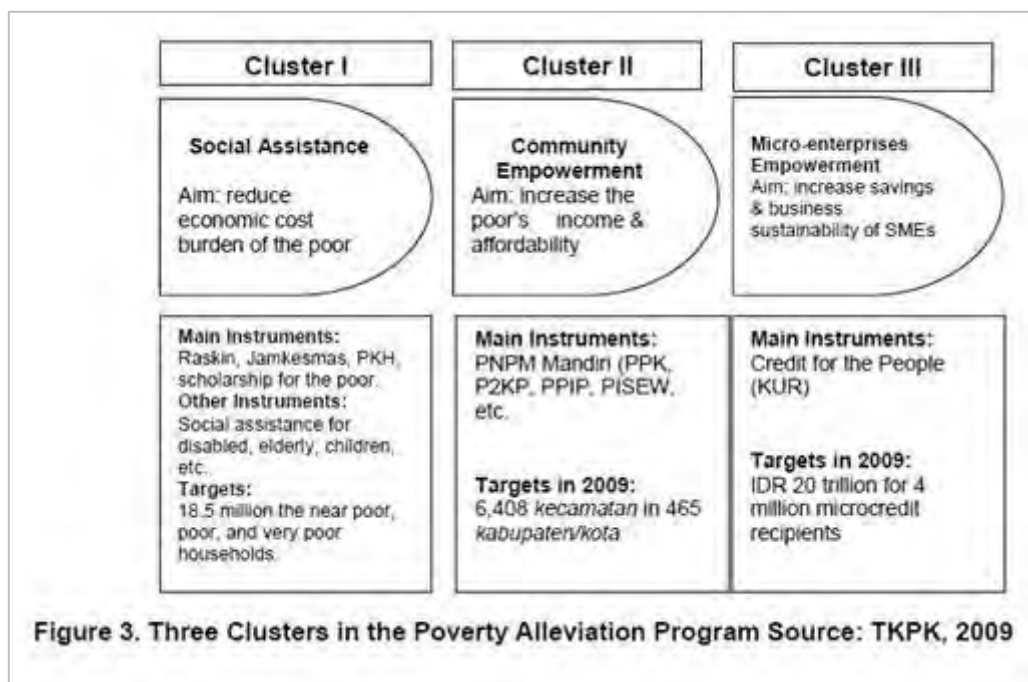 Cluster I
Social Assistance
Aim: reduce
economic cost
burden of the poor
Main Instruments:
Raskin, Jamkesmas, PKH,
scholarship for the poor.
Other Instruments:
Social assistance for
disabled, elderly, children,
etc.
Targets:
18.5 million the near poor,
poor, and very poor
households.
Cluster II
Community
Empowerment
Aim: increase the
poor's income &
affordability
Main Instruments:
PNPM Mandiri (PPK,
P2KP, PPIP, PISEW,
etc.
Targets in 2009:
6,408 kecamatan in 465
kabupaten/kota
Cluster III
Micro-enterprises
Empowerment
Aim: increase savings
& business
sustainability of SMEs
Main Instruments:
Credit for the People
(KUR)
Targets in 2009:
IDR 20 trillion for 4
million microcredit
recipients
Figure 3. Three Clusters in the Poverty Alleviation Program Source: TKPK, 2009